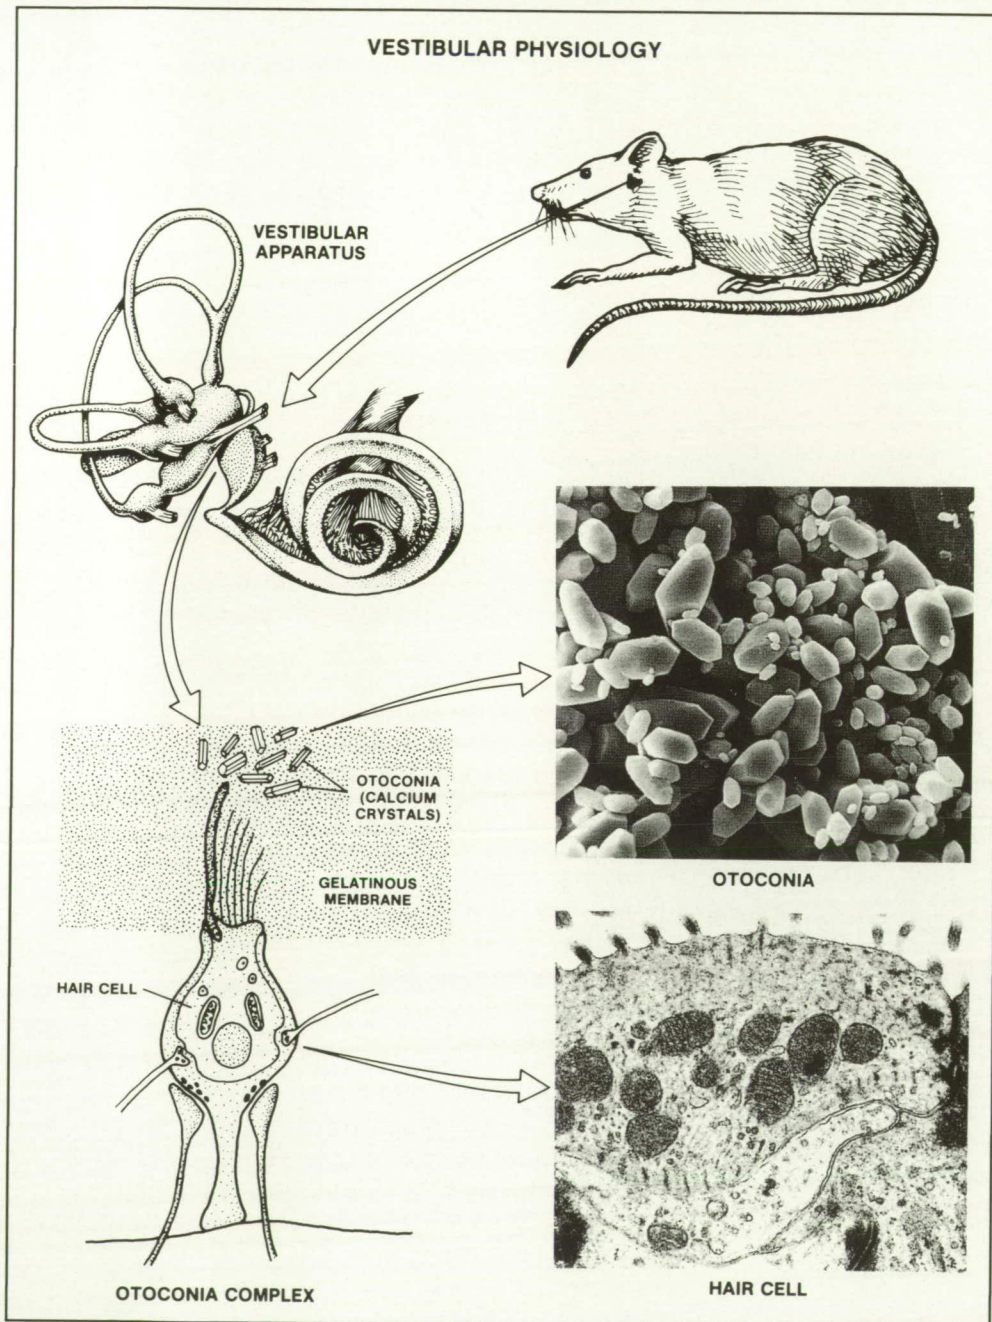 VESTIBULAR PHYSIOLOGY
VESTIBULAR
APPARATUS
OTOCONIA
(CALCIUM
CRYSTALS)
GELATINOUS
MEMBRANE
OTOCONIA
HAIR CELL
OTOCONIA COMPLEX
HAIR CELL